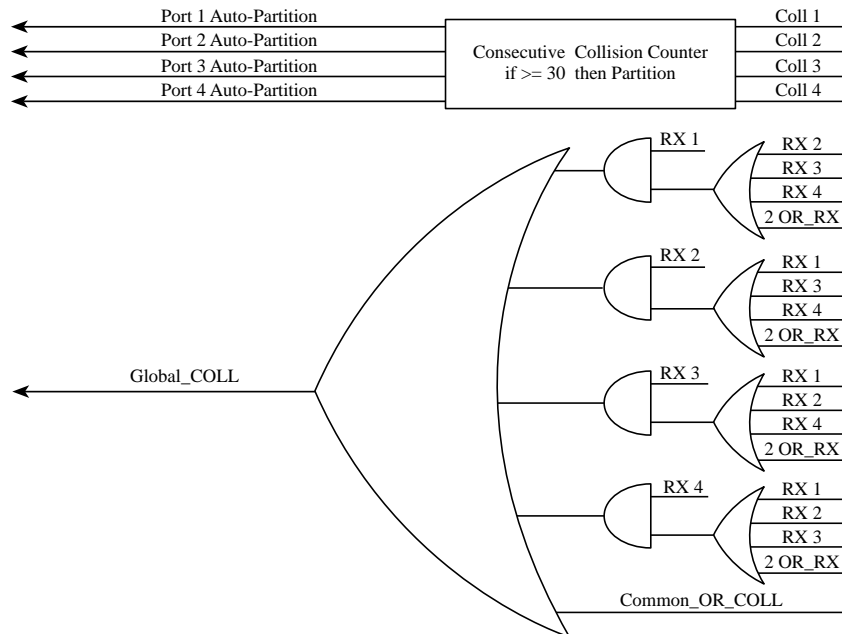 Port 1 Auto-Partition
Port 2 Auto-Partition
Port 3 Auto-Partition
Port 4 Auto-Partition
Consecutive Collision Counter
if >= 30 then Partition
Coll 1
Coll 2
Coll 3
Coll 4
RX 1
RX 2
RX 3
RX 4
2 OR_RX
RX 2
RX 1
RX 3
RX 4
2 OR_RX
Global_COLL
RX 3
RX 1
RX 2
RX 4
2 OR_RX
RX 4
RX 1
RX 2
RX 3
2 OR_RX
Common_OR_COLL